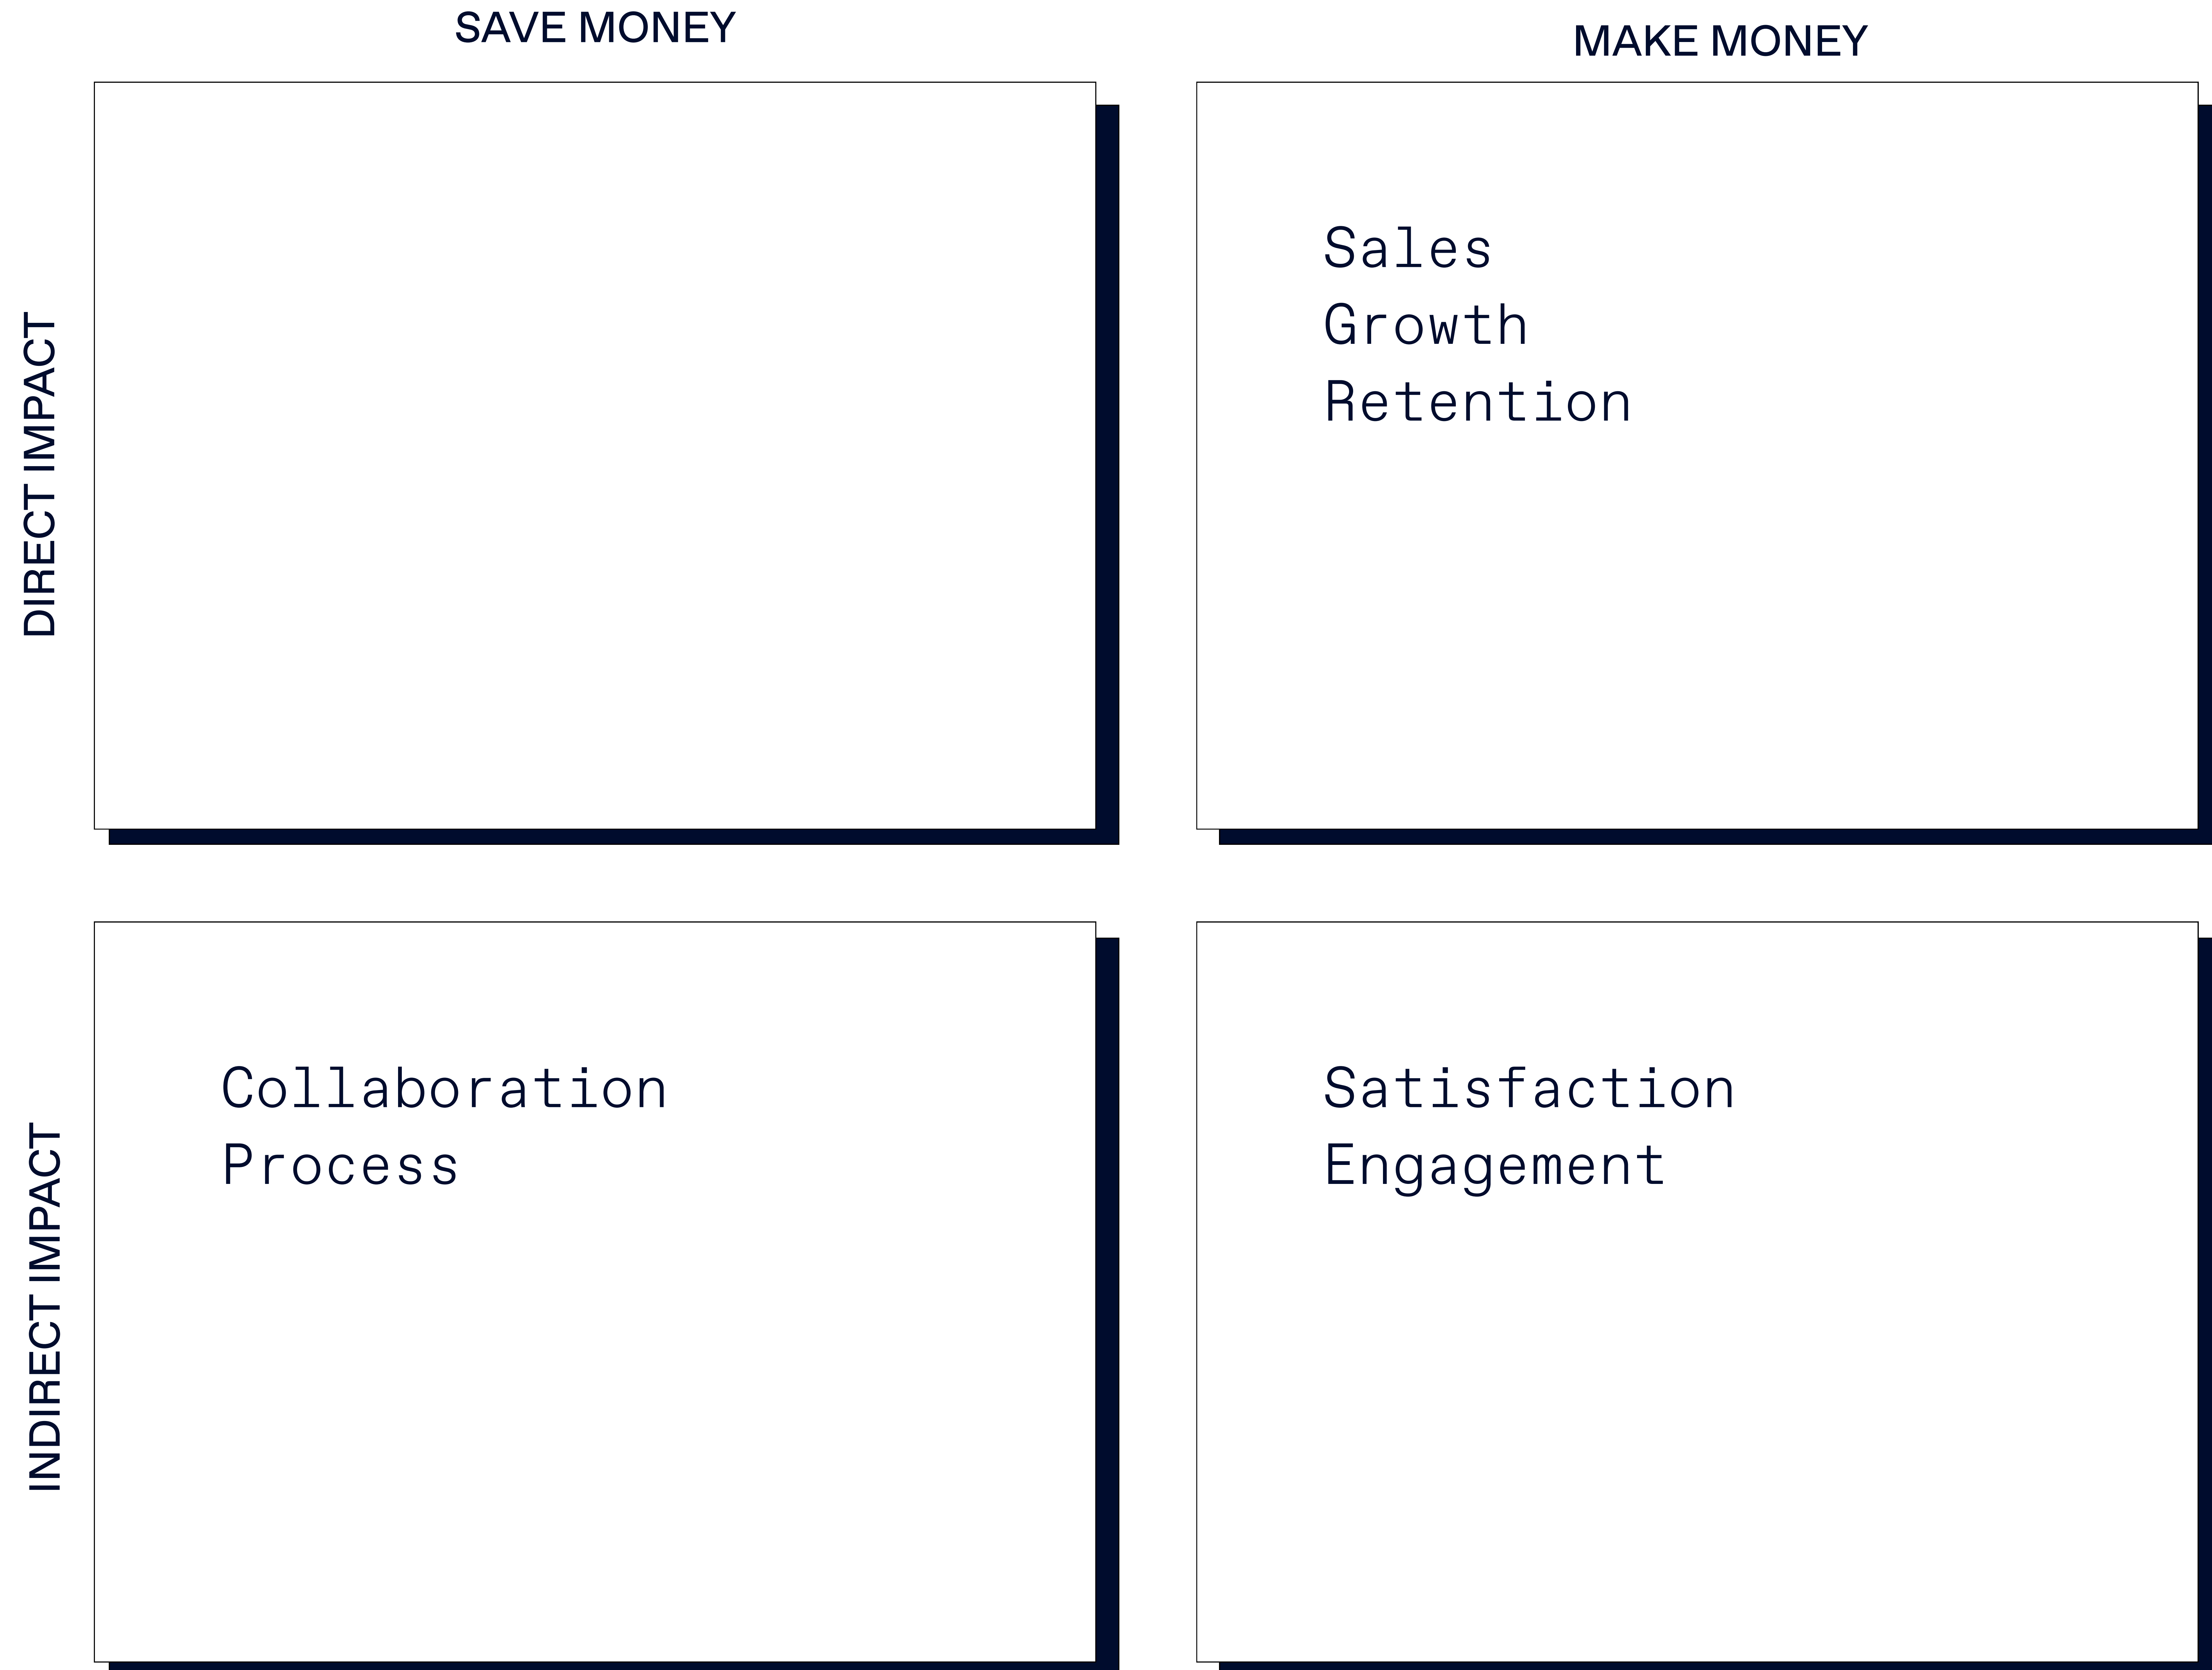 SAVE MONEY
MAKE MONEY
DIRECT IMPACT
Sales
Growth
Retention
INDIRECT IMPACT
Collaboration
Process
Satisfaction
Engagement